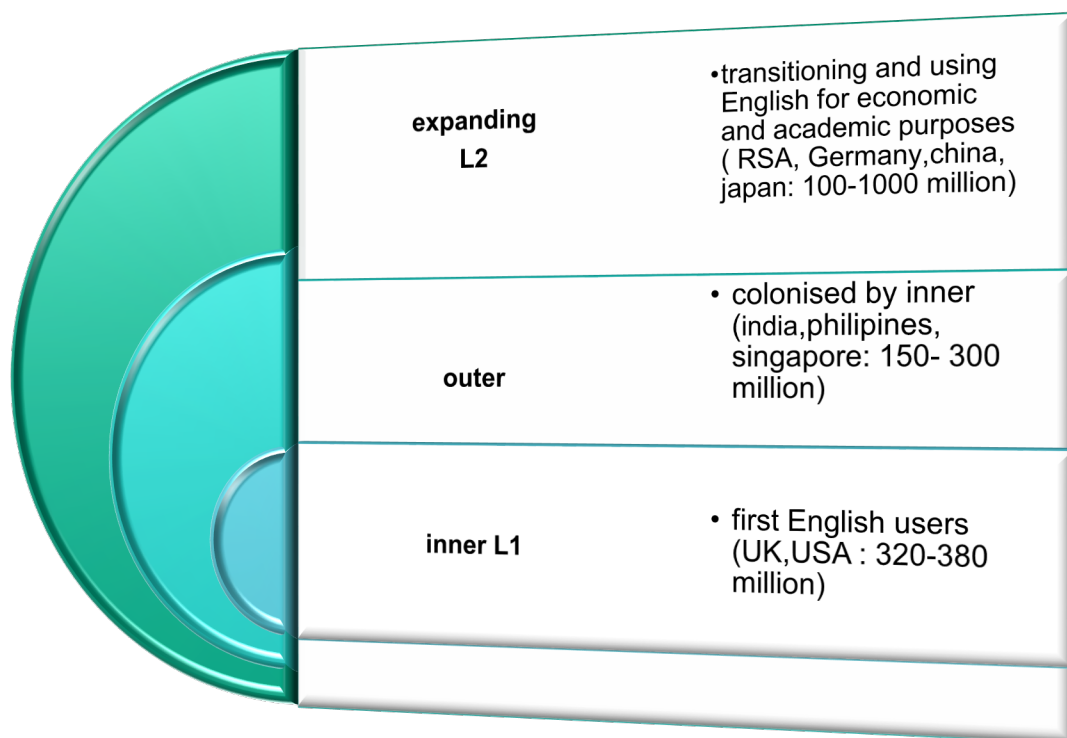 expanding
L2
•transitioning and using
English for economic
and academic purposes
( RSA, Germany,china,
japan: 100-1000 million)
outer
• colonised by inner
(india,philipines,
singapore: 150- 300
million)
inner L1
• first English users
(UK,USA : 320-380
million)